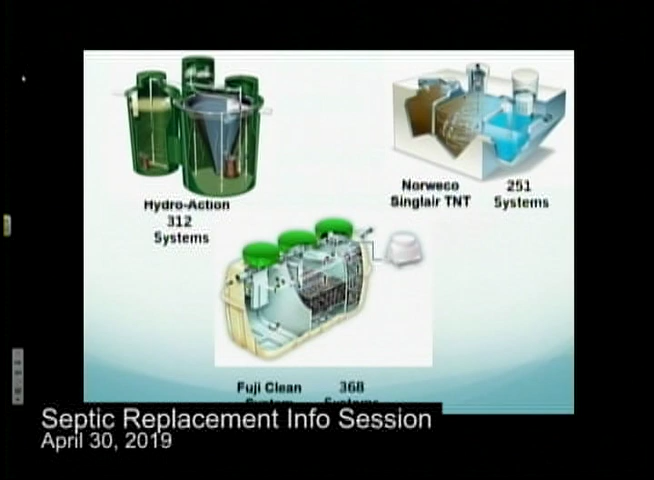 Hydro-Action
312
Systems
Norweco 251
Singlair TNT Systems
Fuji Clean 368
System Systems
Septic Replacement Info Session
April 30, 2019